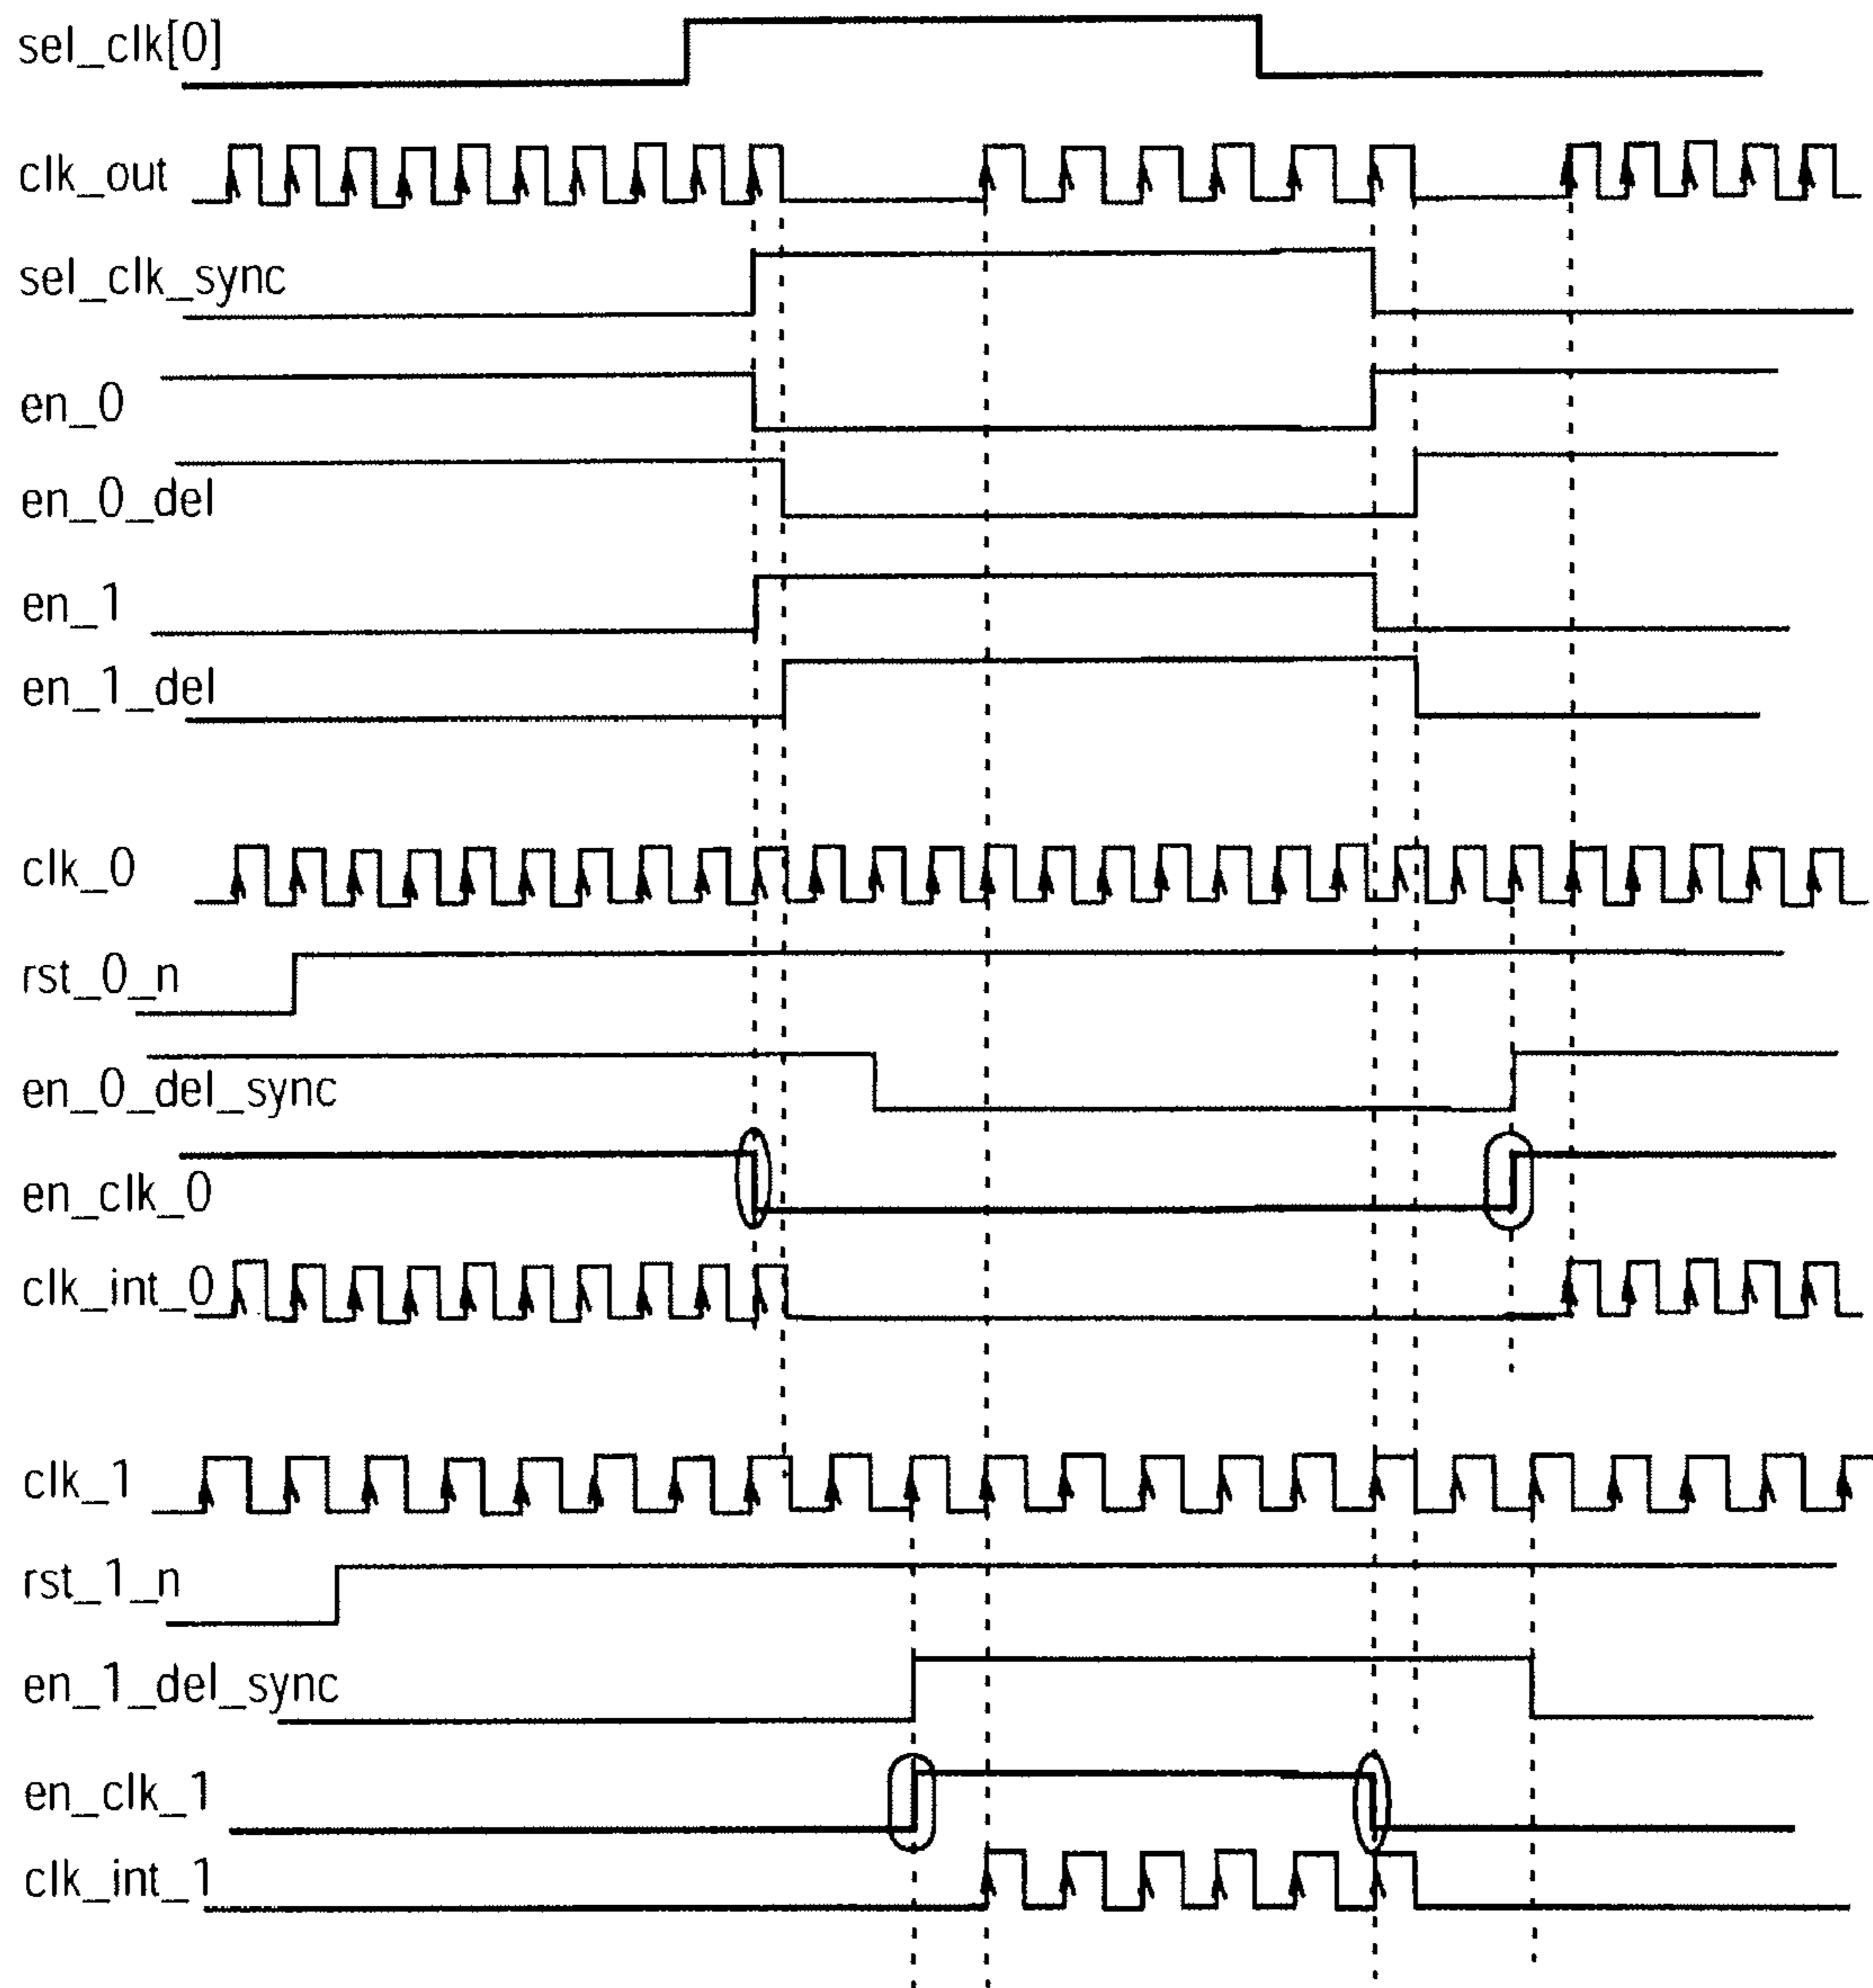 sel_clk[0]
clk_out
sel_clk_sync
en_0
en_0_del
en_1
en_1_del
clk_0
rst_0_n
en_0_del_sync
en_clk_0
clk_int_0
clk_1
rst_1_n
en_1_del_sync
en_clk_1
clk_int_1